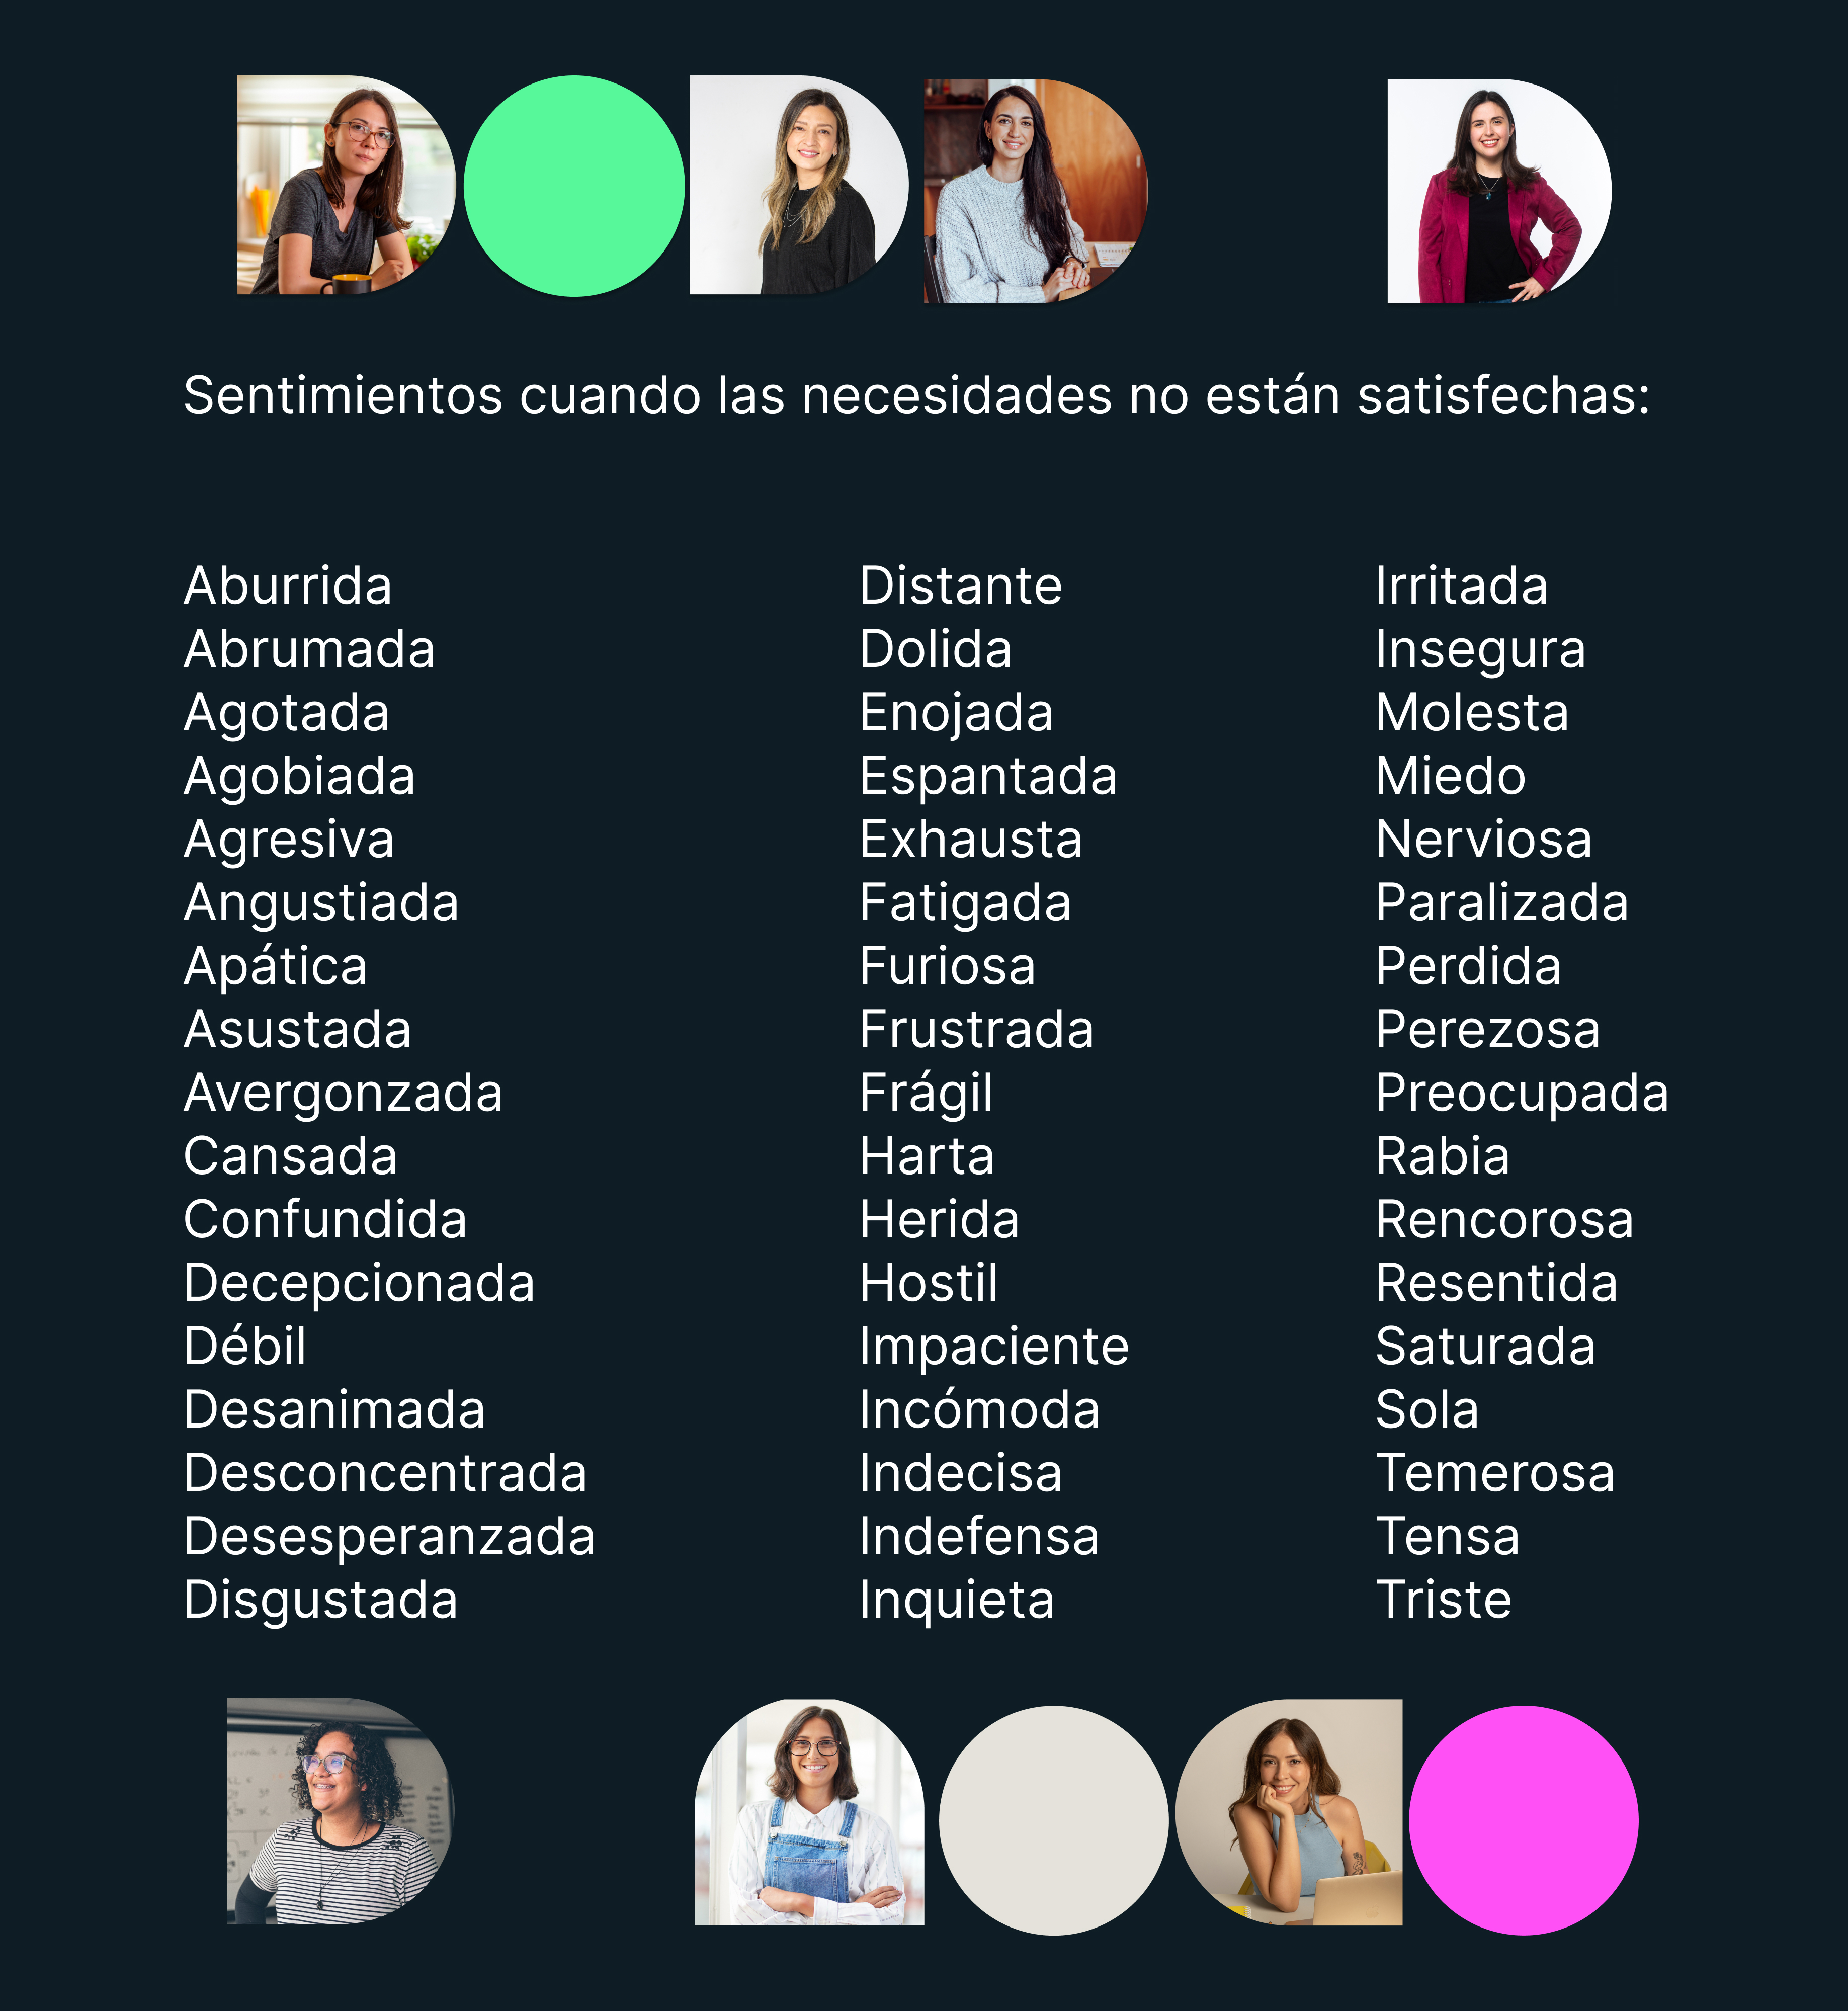 Sentimientos cuando las necesidades no están satisfechas:
Aburrida
Abrumada
Agotada
Agobiada
Agresiva
Angustiada
Apática
Asustada
Avergonzada
Cansada
Confundida
Decepcionada
Débil
Desanimada
Desconcentrada
Desesperanzada
Disgustada
Distante
Dolida
Enojada
Espantada
Exhausta
Fatigada
Furiosa
Frustrada
Frágil
Harta
Herida
Hostil
Impaciente
Incómoda
Indecisa
Indefensa
Inquieta
Irritada
Insegura
Molesta
Miedo
Nerviosa
Paralizada
Perdida
Perezosa
Preocupada
Rabia
Rencorosa
Resentida
Saturada
Sola
Temerosa
Tensa
Triste